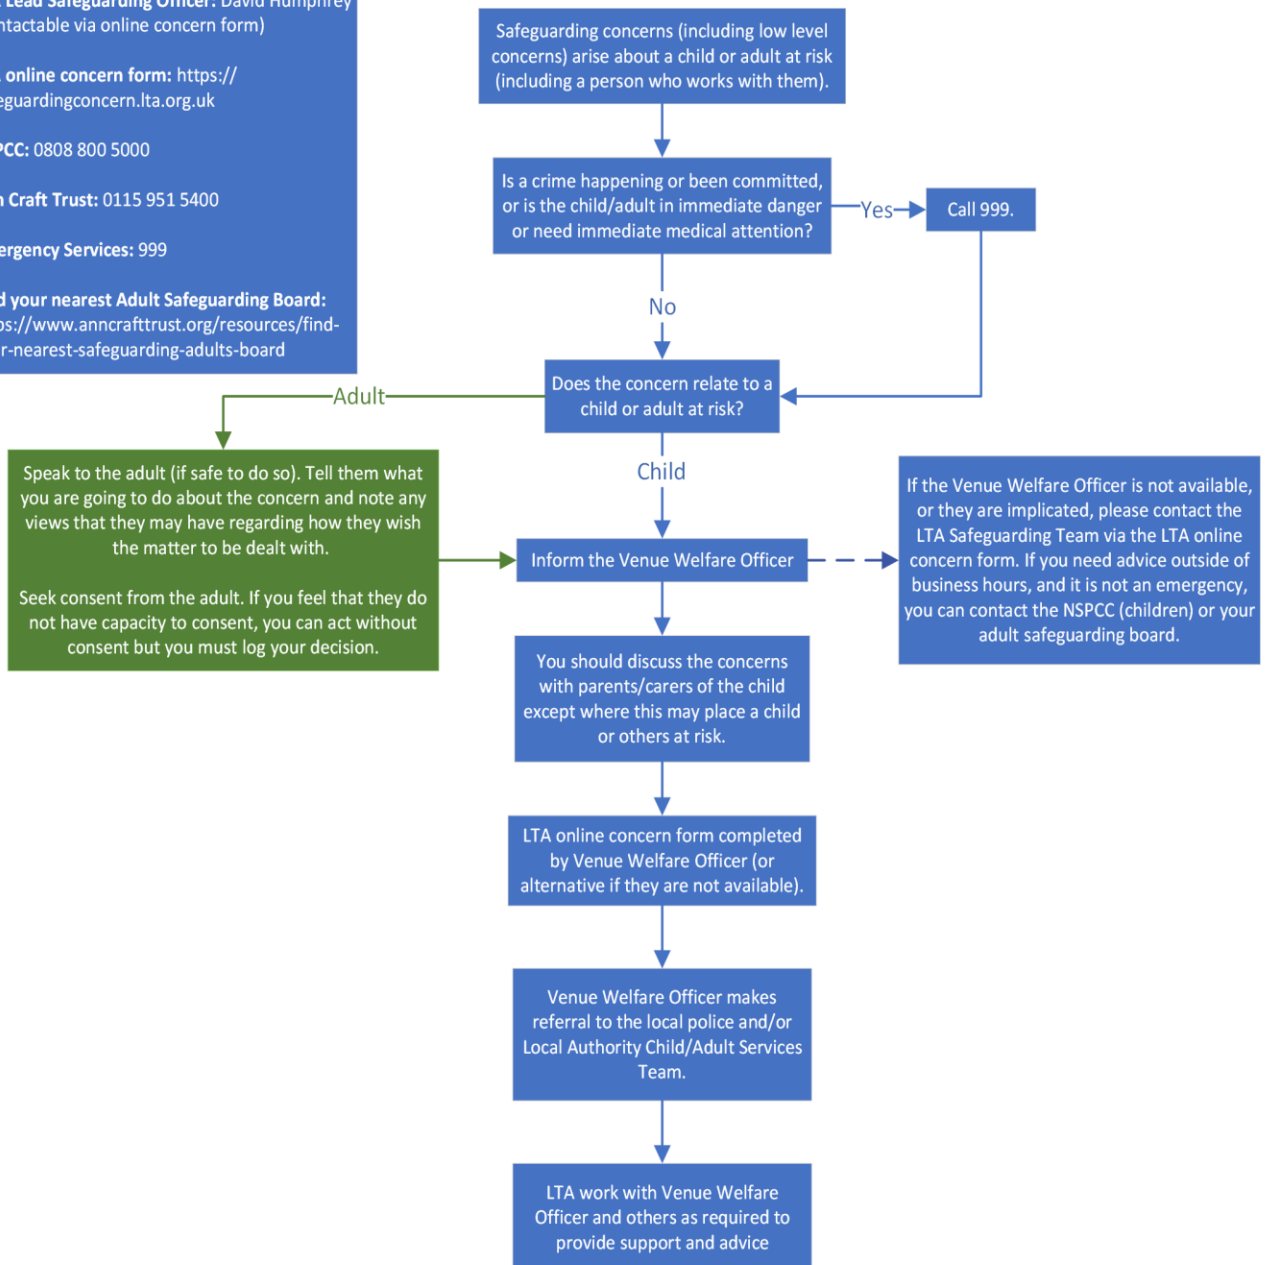 Lead Safeguarding Officer: David Humphrey
ntactable via online concern form)
online concern form: https://
eguardingconcern.lta.org.uk
PCC: 0808 800 5000
n Craft Trust: 0115 951 5400
ergency Services: 999
d your nearest Adult Safeguarding Board:
ps://www.anncrafttrust.org/resources/find-
r-nearest-safeguarding-adults-board
Safeguarding concerns (including low level
concerns) arise about a child or adult at risk
(including a person who works with them).
Is a crime happening or been committed,
or is the child/adult in immediate danger
or need immediate medical attention?
Yes
Call 999.
No
Does the concern relate to a
child or adult at risk?
Adult
Child
Speak to the adult (if safe to do so). Tell them what
you are going to do about the concern and note any
views that they may have regarding how they wish
the matter to be dealt with.
Seek consent from the adult. If you feel that they do
not have capacity to consent, you can act without
consent but you must log your decision.
Inform the Venue Welfare Officer
If the Venue Welfare Officer is not available,
or they are implicated, please contact the
LTA Safeguarding Team via the LTA online
concern form. If you need advice outside of
business hours, and it is not an emergency,
you can contact the NSPCC (children) or your
adult safeguarding board.
You should discuss the concerns
with parents/carers of the child
except where this may place a child
or others at risk.
LTA online concern form completed
by Venue Welfare Officer (or
alternative if they are not available).
Venue Welfare Officer makes
referral to the local police and/or
Local Authority Child/Adult Services
Team.
LTA work with Venue Welfare
Officer and others as required to
provide support and advice